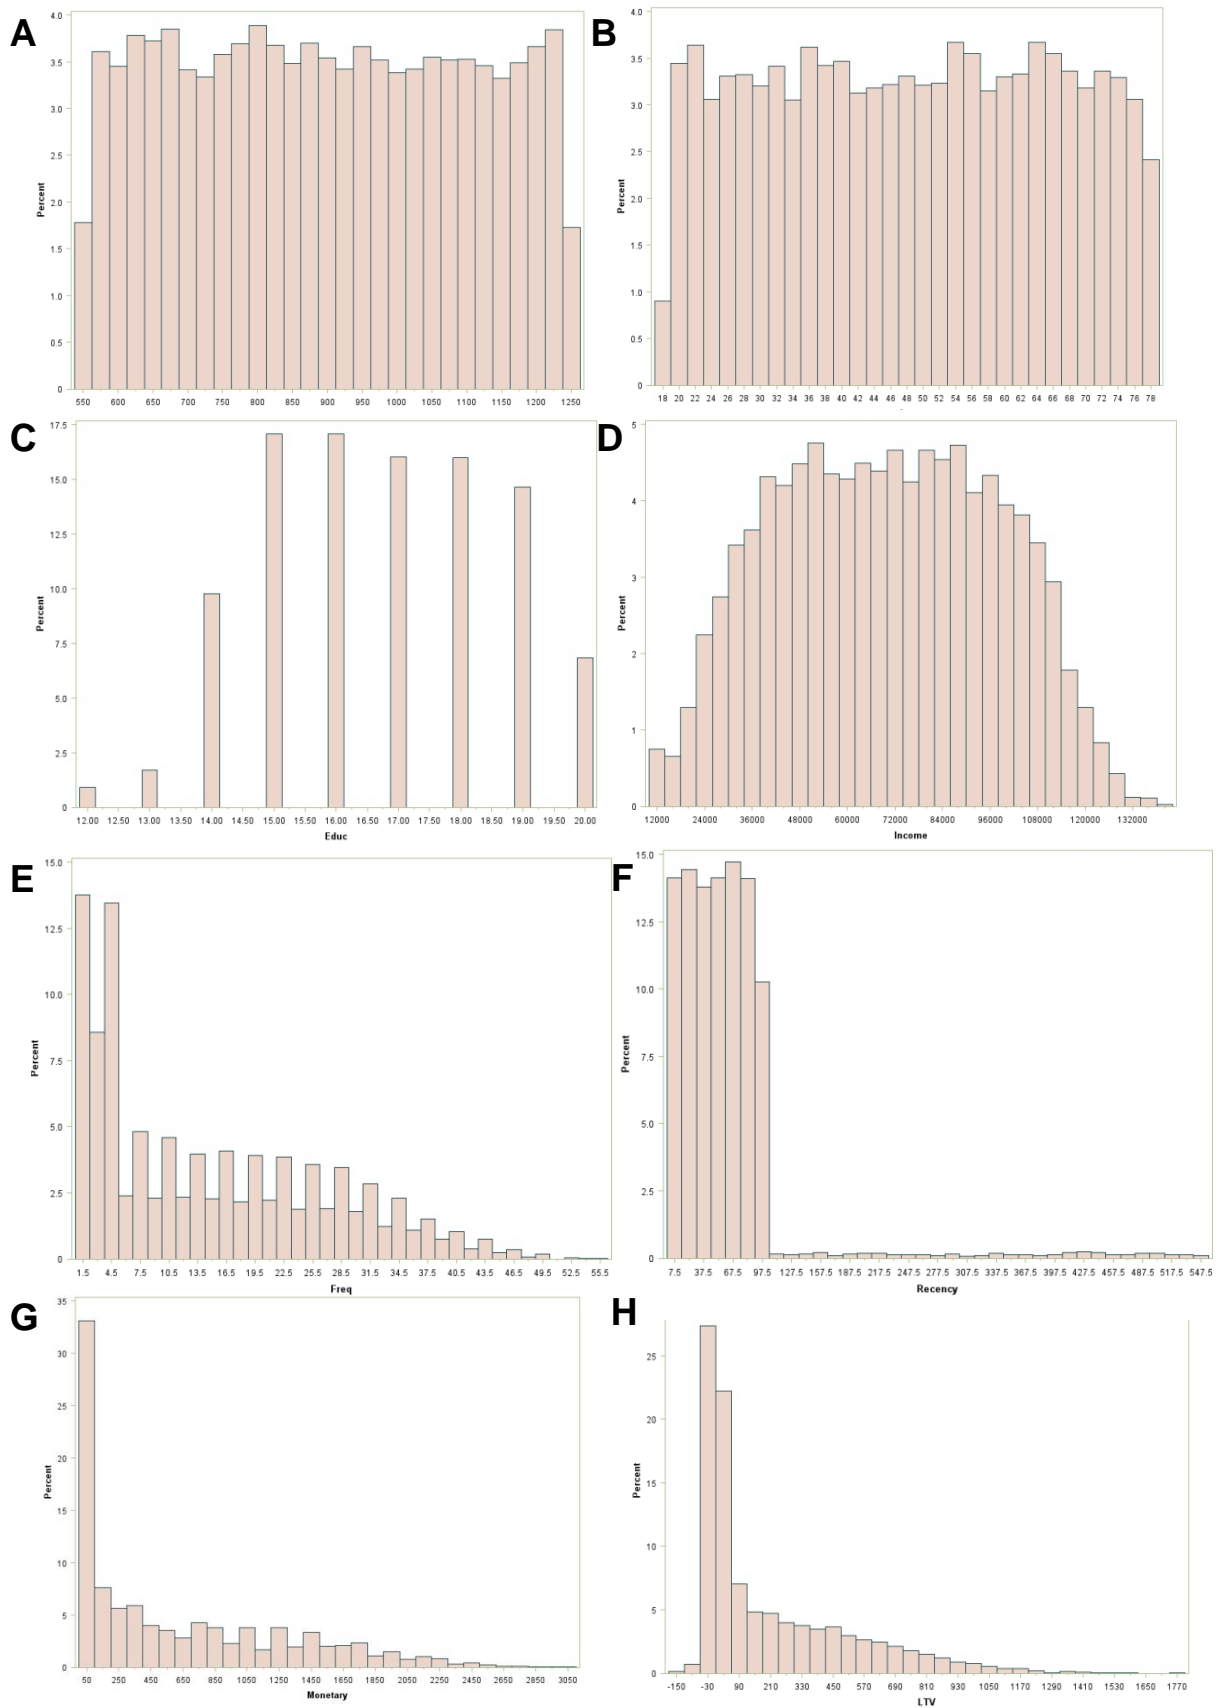 A
4.0
3.5
3.0
2.5
2.0
1.5
1.0
0.5
0
Percent
550 600 650 700 750 800 850 900 950 1000 1050 1100 1150 1200 1250
B
4.0
3.5
3.0
2.5
2.0
1.5
1.0
0.5
0
Percent
18 20 22 24 26 28 30 32 34 36 38 40 42 44 46 48 50 52 54 56 58 60 62 64 66 68 70 72 74 76 78
C
17.5
15.0
12.5
10.0
7.5
5.0
2.5
0
Percent
12.00 12.50 13.00 13.50 14.00 14.50 15.00 15.50 16.00 16.50 17.00 17.50 18.00 18.50 19.00 19.50 20.00
Educ
D
5
4
3
2
1
0
Percent
12000 24000 36000 48000 60000 72000 84000 96000 108000 120000 132000
Income
E
15.0
12.5
10.0
7.5
5.0
2.5
0
Percent
1.5 4.5 7.5 10.5 13.5 16.5 19.5 22.5 25.5 28.5 31.5 34.5 37.5 40.5 43.5 46.5 49.5 52.5 55.5
Freq
F
15.0
12.5
10.0
7.5
5.0
2.5
0
Percent
7.5 37.5 67.5 97.5 127.5 157.5 187.5 217.5 247.5 277.5 307.5 337.5 367.5 397.5 427.5 457.5 487.5 517.5 547.5
Recency
G
35
30
25
20
15
10
5
0
Percent
50 250 450 650 850 1050 1250 1450 1650 1850 2050 2250 2450 2650 2850 3050
Monetary
H
25
20
15
10
5
0
Percent
-150 -30 90 210 330 450 570 690 810 930 1050 1170 1290 1410 1530 1650 1770
LTV